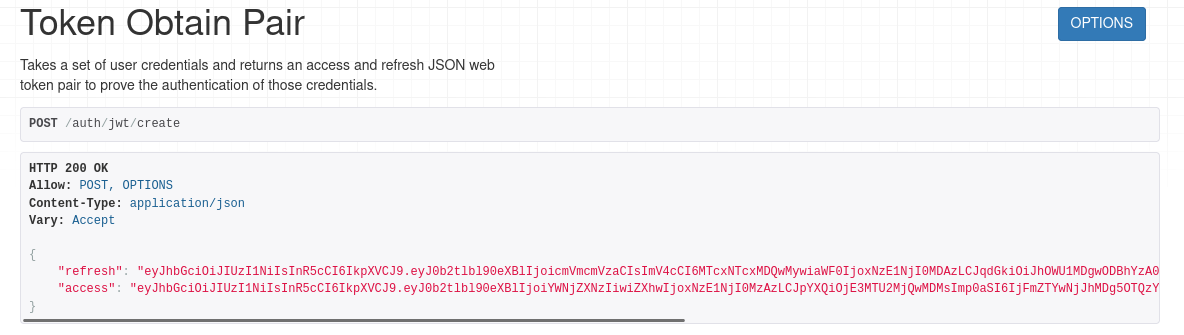 Token Obtain Pair
OPTIONS
Takes a set of user credentials and returns an access and refresh JSON web
token pair to prove the authentication of those credentials.
POST /auth/jwt/create
HTTP 200 OK
Allow: POST, OPTIONS
Content-Type: application/json
Vary: Accept
{
"refresh": "eyJhbGciOiJIUzI1NiIsInR5cCI6IkpXVCJ9.eyJ0b2tlbl90eXBlIjoicmVmcmVzaCIsImV4cCI6MTcxNTcxMDQwMywiaWF0IjoxNzE1NjI0MDAzLCJqdGkiOiJhOWU1MDgwODBhYzA0
"access": "eyJhbGciOiJIUzI1NiIsInR5cCI6IkpXVCJ9.eyJ0b2tlbl90eXBlIjoiYWNjZXNzIiwiZXhwIjoxNzE1NjI0MzAzLCJpYXQiOjE3MTU2MjQwMDMsImp0aSI6IjFmZTYwNjJhMDg5OTQzY
}